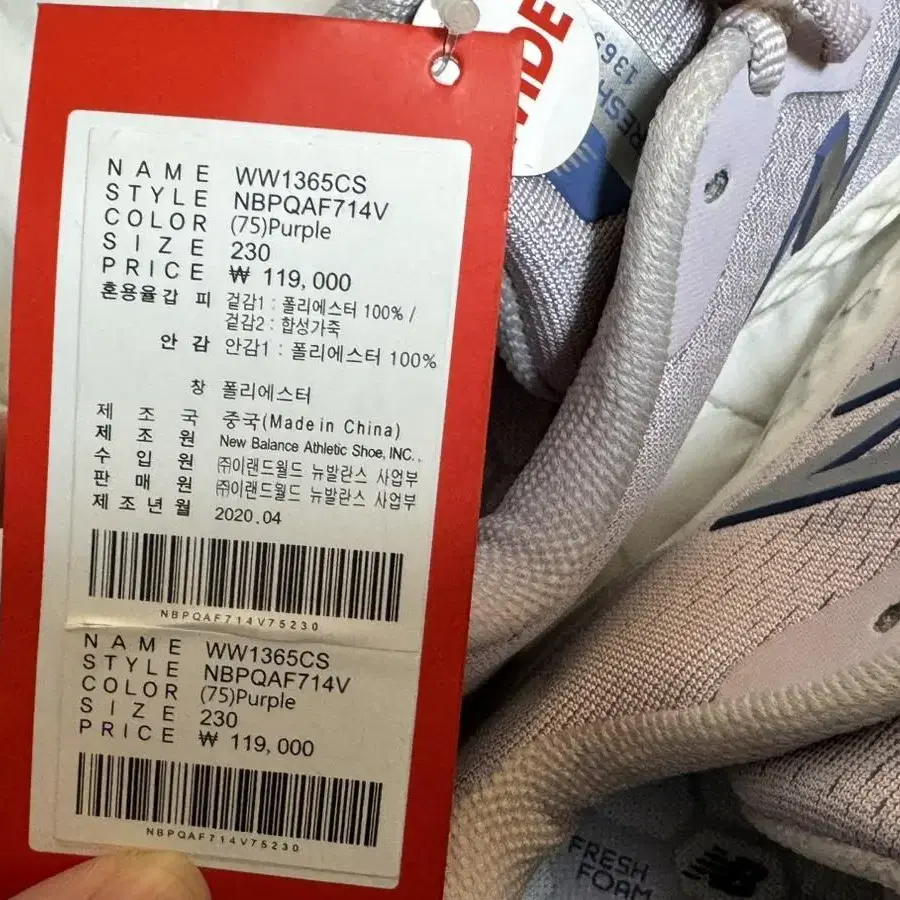 NAME WW1365CS
STYLE NBPQAF714V
COLOR (75)Purple
SIZE 230
PRICE ₩ 119,000
혼용율겉 피 겉감1 : 폴리에스터 100% /
겉감2 : 합성가죽
안 감 안감1 : 폴리에스터 100%
창 폴리에스터
제 조 국 중국(Made in China)
제 조 원 New Balance Athletic Shoe, INC.,
수 입 원 ㈜이랜드월드 뉴발란스 사업부
판 매 원 ㈜이랜드월드 뉴발란스 사업부
제조년월 2020.04
NBPQAF714V75230
NAME WW1365CS
STYLE NBPQAF714V
COLOR (75)Purple
SIZE 230
PRICE ₩ 119,000
NBPQAF714V75230
1365
FRESH
FOAM
NB